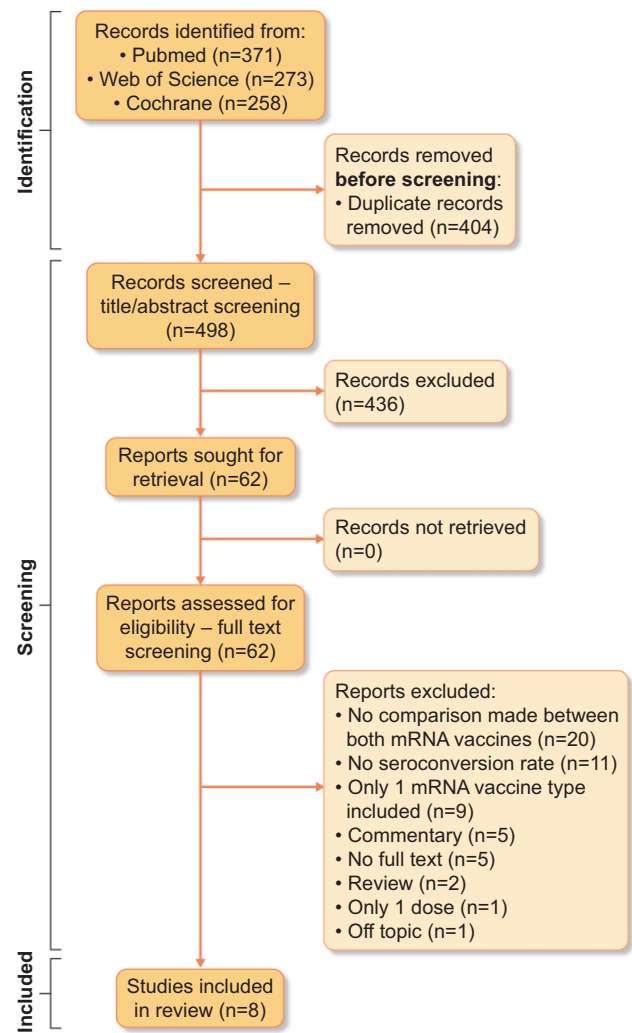 Identification
Records identified from:
• Pubmed (n=371)
• Web of Science (n=273)
• Cochrane (n=258)
Records removed
before screening:
• Duplicate records
removed (n=404)
Screening
Records screened –
title/abstract screening
(n=498)
Records excluded
(n=436)
Reports sought for
retrieval (n=62)
Records not retrieved
(n=0)
Reports assessed for
eligibility – full text
screening (n=62)
Reports excluded:
• No comparison made between
both mRNA vaccines (n=20)
• No seroconversion rate (n=11)
• Only 1 mRNA vaccine type
included (n=9)
• Commentary (n=5)
• No full text (n=5)
• Review (n=2)
• Only 1 dose (n=1)
• Off topic (n=1)
Included
Studies included
in review (n=8)